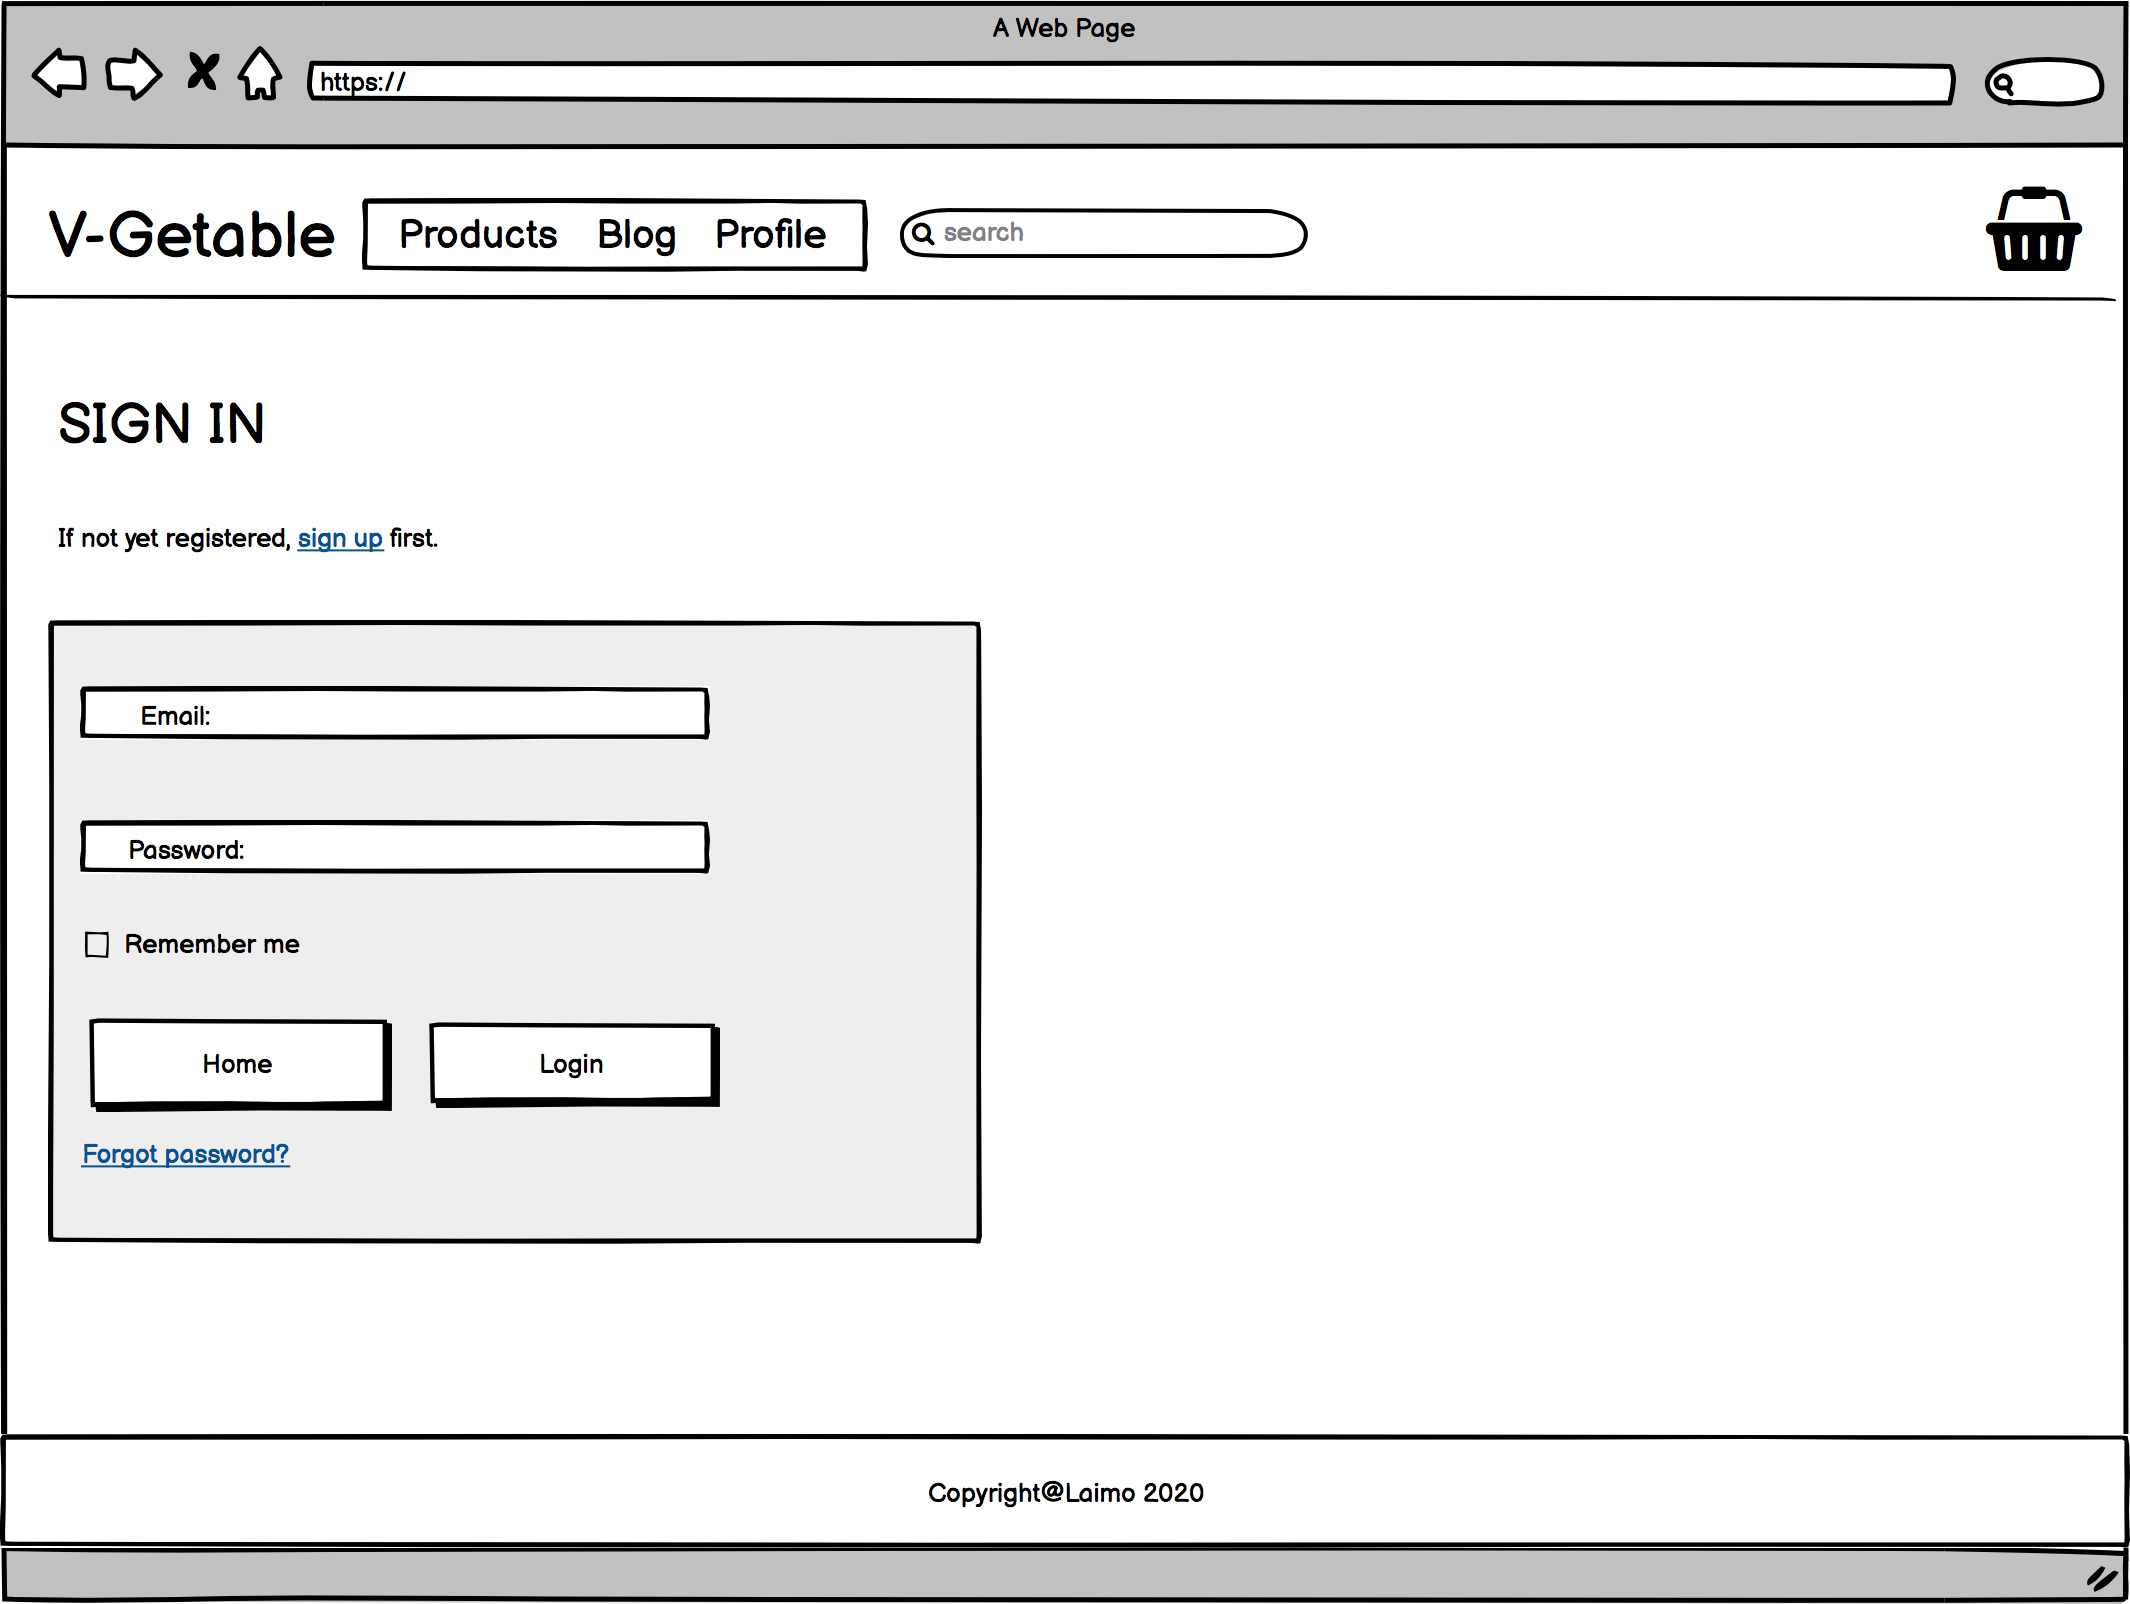 A Web Page
https://
V-Getable Products Blog Profile search
SIGN IN
If not yet registered, sign up first.
Email:
Password:
Remember me
Home Login
Forgot password?
Copyright@Laimo 2020